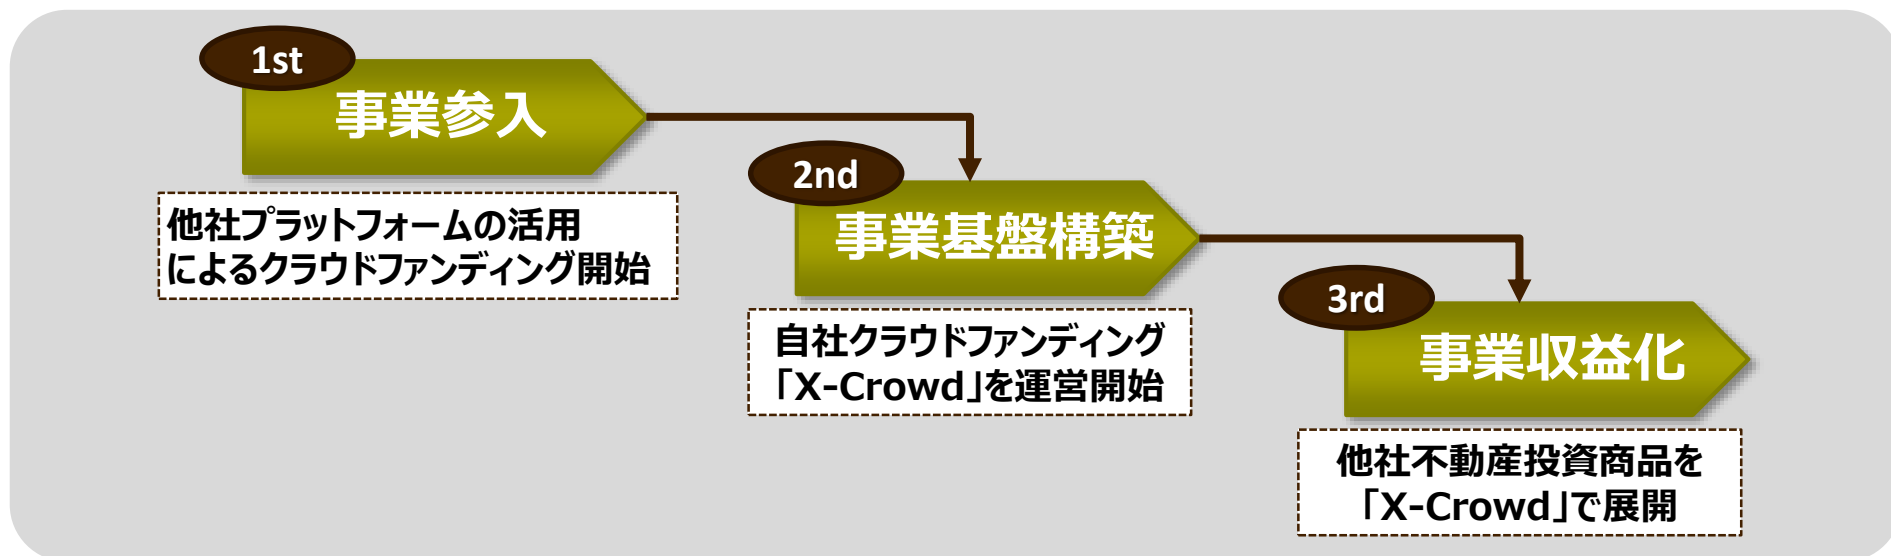 1st
事業参入
他社プラットフォームの活用
によるクラウドファンディング開始
2nd
事業基盤構築
自社クラウドファンディング
「X-Crowd」を運営開始
3rd
事業収益化
他社不動産投資商品を
「X-Crowd」で展開